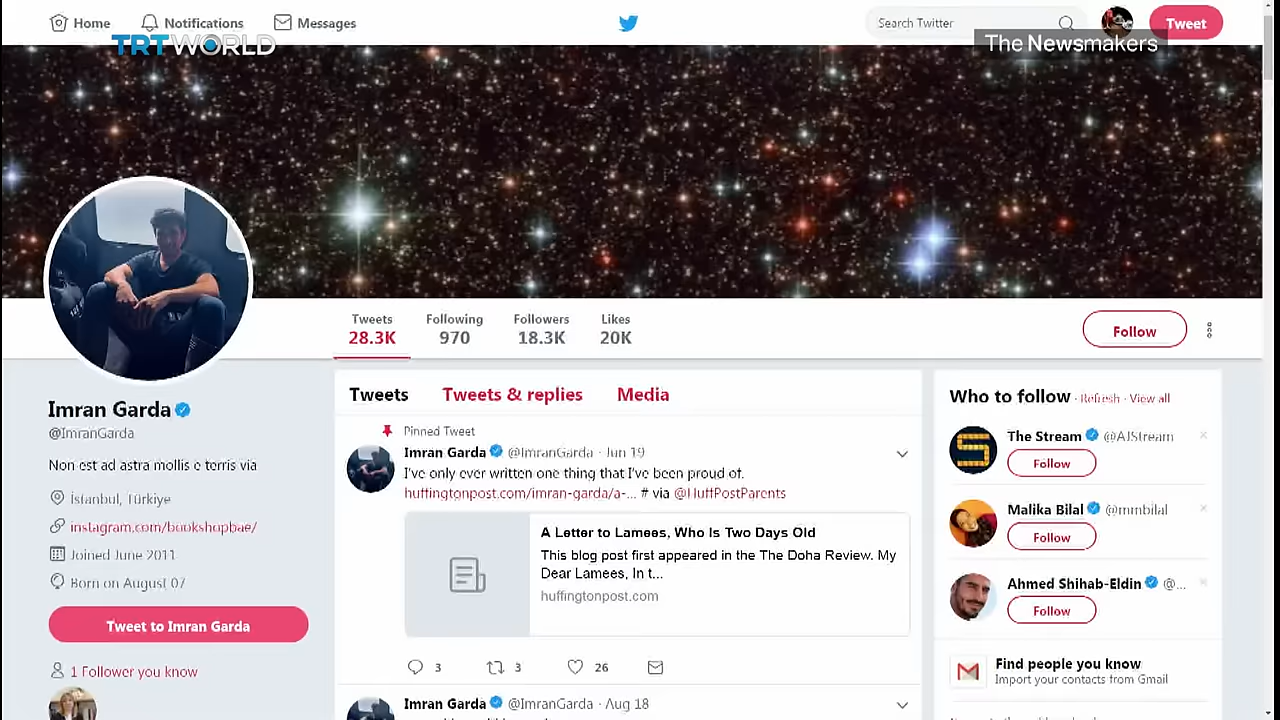 Home
Notifications
Messages
Search Twitter
Tweet
TRT WORLD
The Newsmakers
Tweets
28.3K
Following
970
Followers
18.3K
Likes
20K
Follow
Imran Garda
@ImranGarda
Non est ad astra mollis e terris via
İstanbul, Türkiye
instagram.com/bookshopbae/
Joined June 2011
Born on August 07
Tweet to Imran Garda
1 Follower you know
Tweets
Tweets & replies
Media
Pinned Tweet
Imran Garda @ImranGarda · Jun 19
I've only ever written one thing that I've been proud of.
huffingtonpost.com/imran-garda/a-... # via @HuffPostParents
A Letter to Lamees, Who Is Two Days Old
This blog post first appeared in the The Doha Review. My
Dear Lamees, In t...
huffingtonpost.com
3
3
26
Imran Garda @ImranGarda · Aug 18
Who to follow · Refresh · View all
The Stream @AJStream
Follow
Malika Bilal @mmbilal
Follow
Ahmed Shihab-Eldin @...
Follow
Find people you know
Import your contacts from Gmail